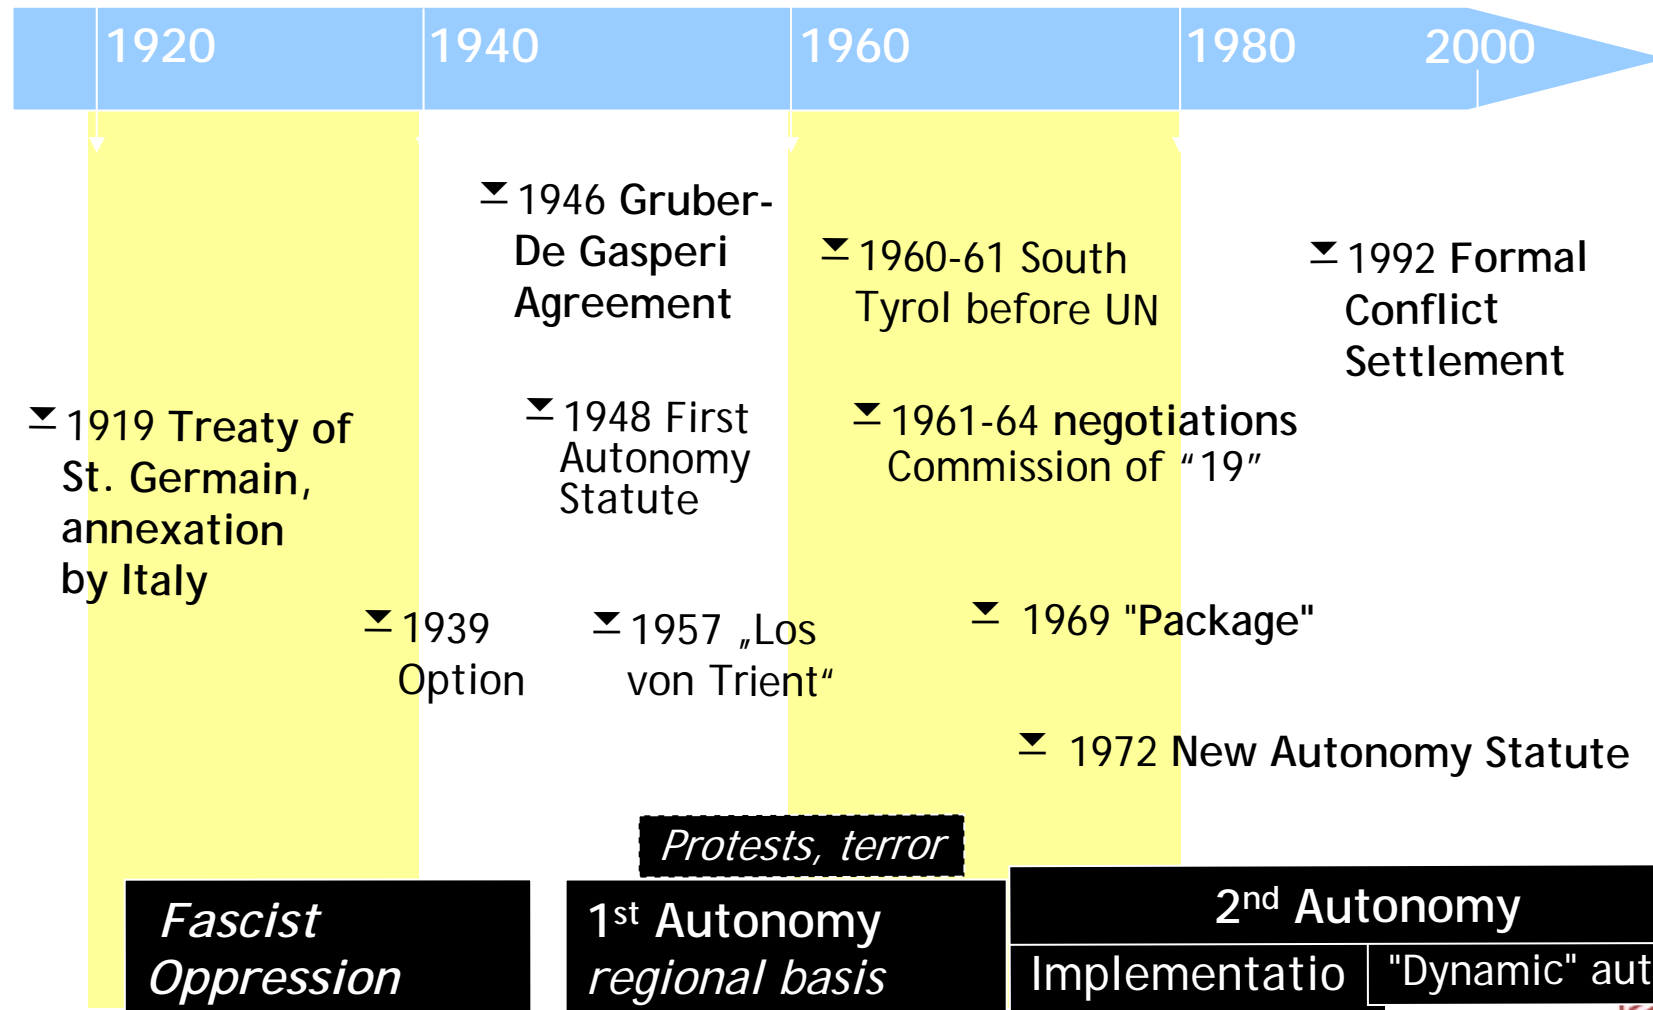 1920 1940 1960 1980 2000
1946 Gruber-
De Gasperi
Agreement
1960-61 South
Tyrol before UN
1992 Formal
Conflict
Settlement
1919 Treaty of
St. Germain,
annexation
by Italy
1948 First
Autonomy
Statute
1961-64 negotiations
Commission of “19”
1939
Option
1957 „Los
von Trient“
1969 "Package"
1972 New Autonomy Statute
Protests, terror
Fascist
Oppression
1st Autonomy
regional basis
2nd Autonomy
Implementatio
"Dynamic" aut